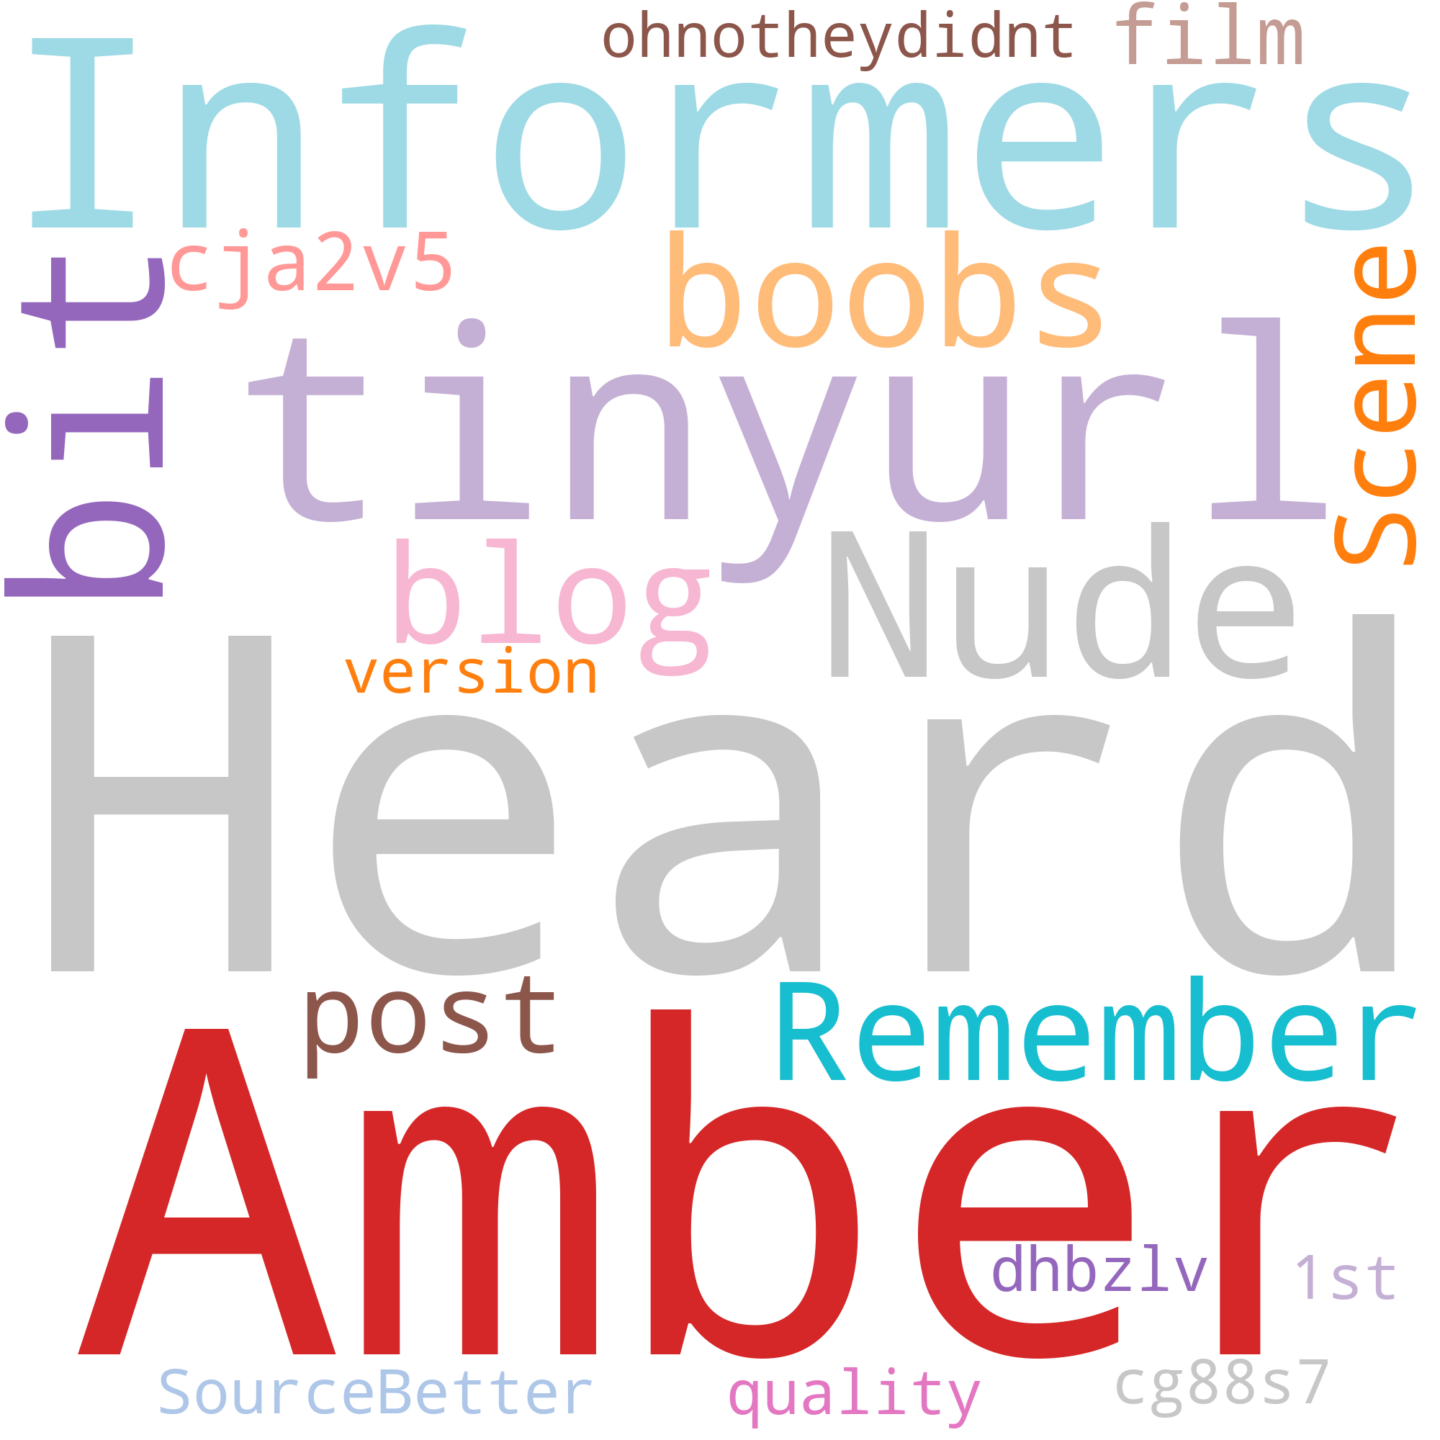 ohnotheydidnt film
Informers
cja2v5 boobs
bit
Scene
tinyurl
Nude
blog
version
Heard
post Remember
Amber
dhbzlv 1st
SourceBetter quality cg88s7